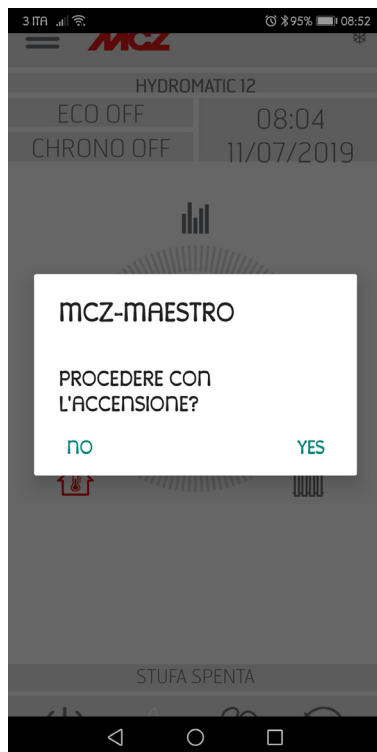 3 ITA 95% 08:52
MCZ
HYDROMATIC 12
ECO OFF
08:04
CHRONO OFF
11/07/2019
MCZ-MAESTRO
PROCEDERE CON
L'ACCENSIONE?
NO YES
STUFA SPENTA